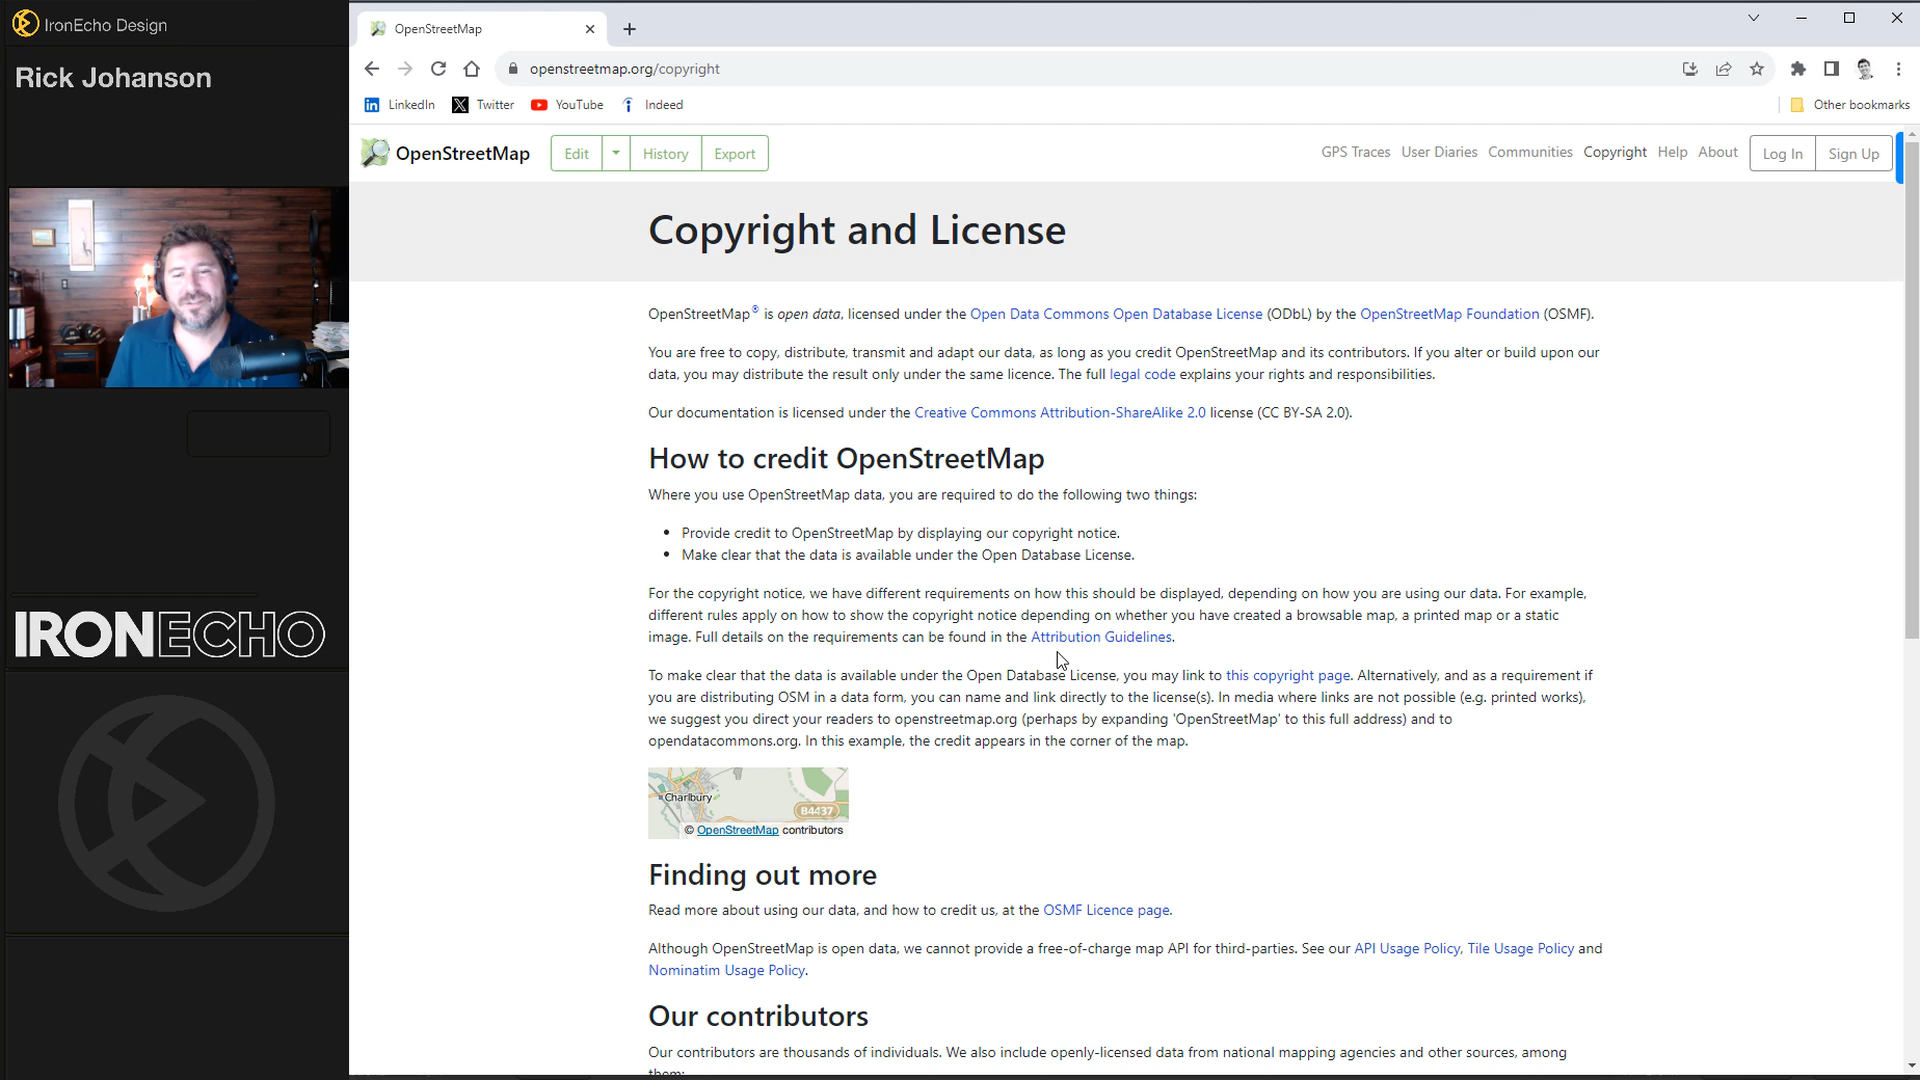 IronEcho Design
Rick Johanson
IRONECHO
OpenStreetMap
openstreetmap.org/copyright
LinkedIn
Twitter
YouTube
Indeed
Other bookmarks
OpenStreetMap
Edit
History
Export
GPS Traces
User Diaries
Communities
Copyright
Help
About
Log In
Sign Up
Copyright and License
OpenStreetMap® is open data, licensed under the Open Data Commons Open Database License (ODbL) by the OpenStreetMap Foundation (OSMF).
You are free to copy, distribute, transmit and adapt our data, as long as you credit OpenStreetMap and its contributors. If you alter or build upon our
data, you may distribute the result only under the same licence. The full legal code explains your rights and responsibilities.
Our documentation is licensed under the Creative Commons Attribution-ShareAlike 2.0 license (CC BY-SA 2.0).
How to credit OpenStreetMap
Where you use OpenStreetMap data, you are required to do the following two things:
• Provide credit to OpenStreetMap by displaying our copyright notice.
• Make clear that the data is available under the Open Database License.
For the copyright notice, we have different requirements on how this should be displayed, depending on how you are using our data. For example,
different rules apply on how to show the copyright notice depending on whether you have created a browsable map, a printed map or a static
image. Full details on the requirements can be found in the Attribution Guidelines.
To make clear that the data is available under the Open Database License, you may link to this copyright page. Alternatively, and as a requirement if
you are distributing OSM in a data form, you can name and link directly to the license(s). In media where links are not possible (e.g. printed works),
we suggest you direct your readers to openstreetmap.org (perhaps by expanding 'OpenStreetMap' to this full address) and to
opendatacommons.org. In this example, the credit appears in the corner of the map.
Charlbury
B4437
© OpenStreetMap contributors
Finding out more
Read more about using our data, and how to credit us, at the OSMF Licence page.
Although OpenStreetMap is open data, we cannot provide a free-of-charge map API for third-parties. See our API Usage Policy, Tile Usage Policy and
Nominatim Usage Policy.
Our contributors
Our contributors are thousands of individuals. We also include openly-licensed data from national mapping agencies and other sources, among
them: